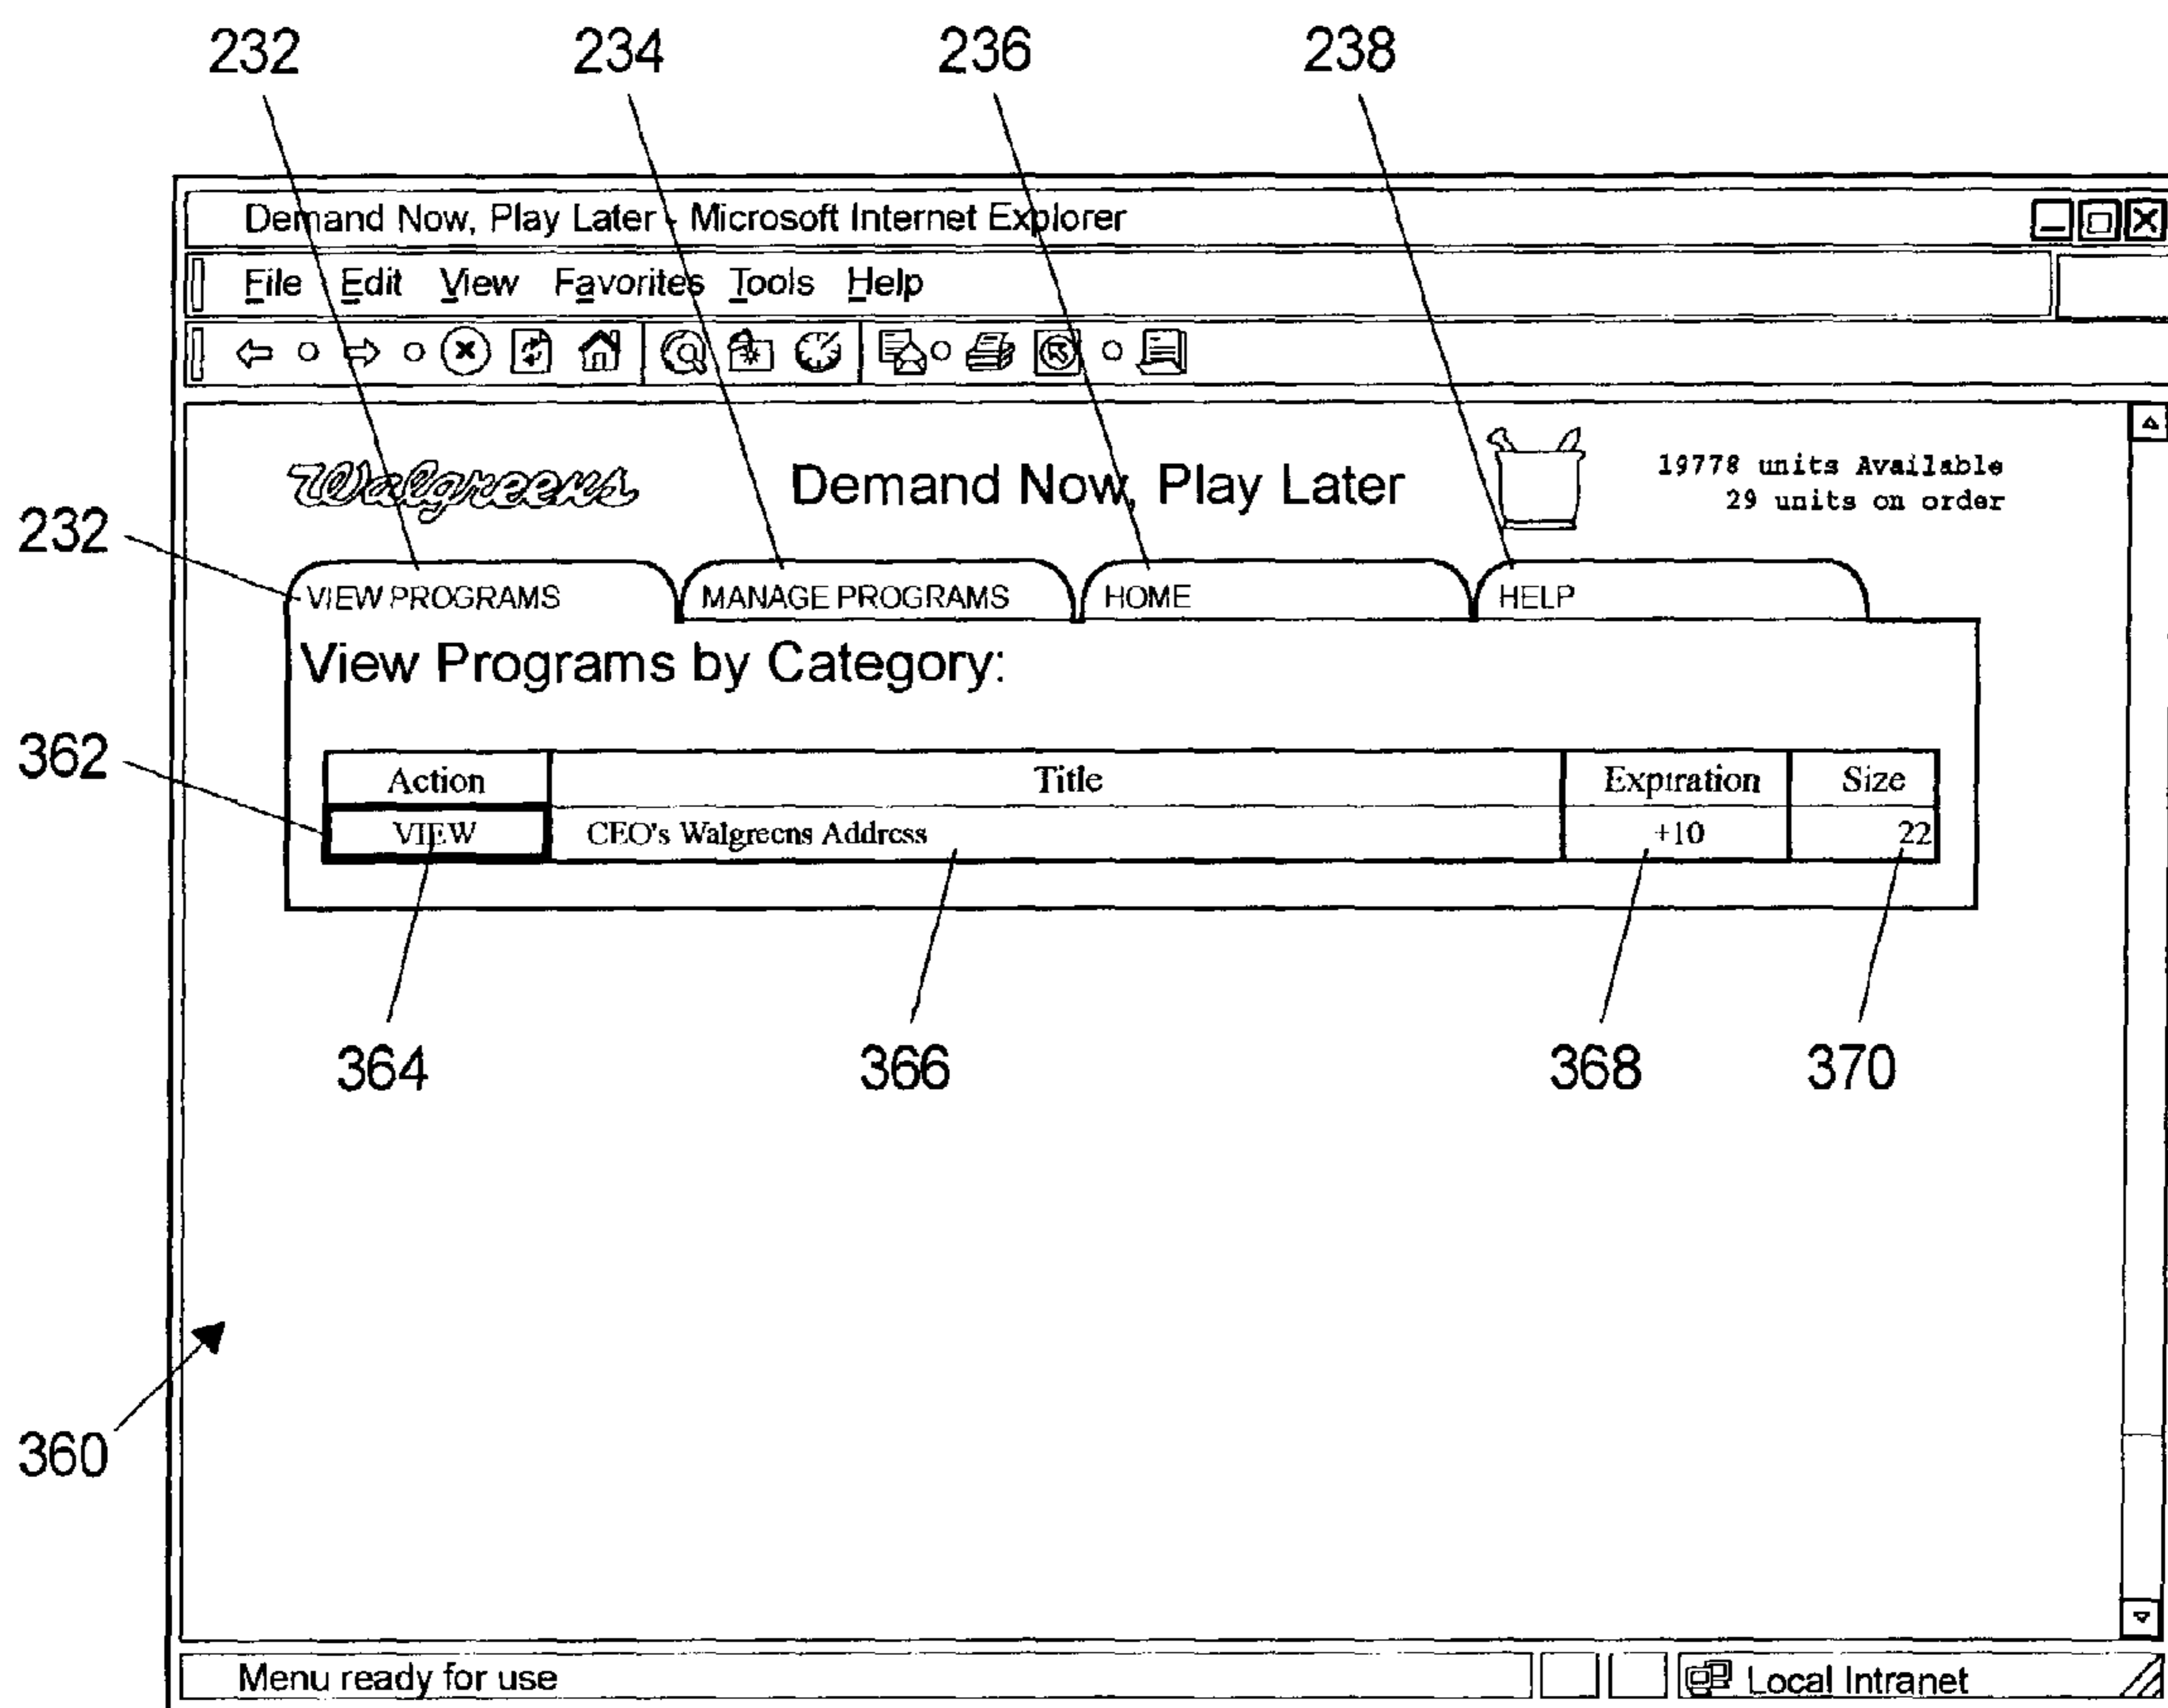 232 234 236 238
Demand Now, Play Later - Microsoft Internet Explorer
File Edit View Favorites Tools Help
Walgreens Demand Now, Play Later 19778 units Available
29 units on order
232
VIEW PROGRAMS MANAGE PROGRAMS HOME HELP
View Programs by Category:
362
Action Title Expiration Size
VIEW CEO's Walgreens Address +10 22
364 366 368 370
360
Menu ready for use Local Intranet